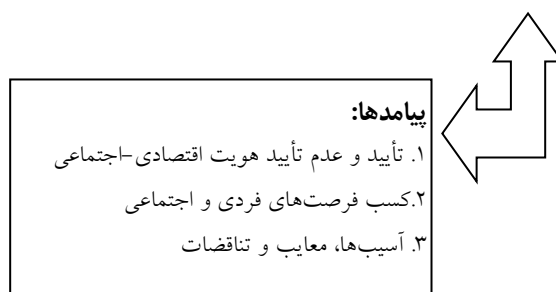 پیامدها:
۱. تأیید و عدم تأیید هویت اقتصادی-اجتماعی
۲.کسب فرصت‌های فردی و اجتماعی
۳. آسیب‌ها، معایب و تناقضات